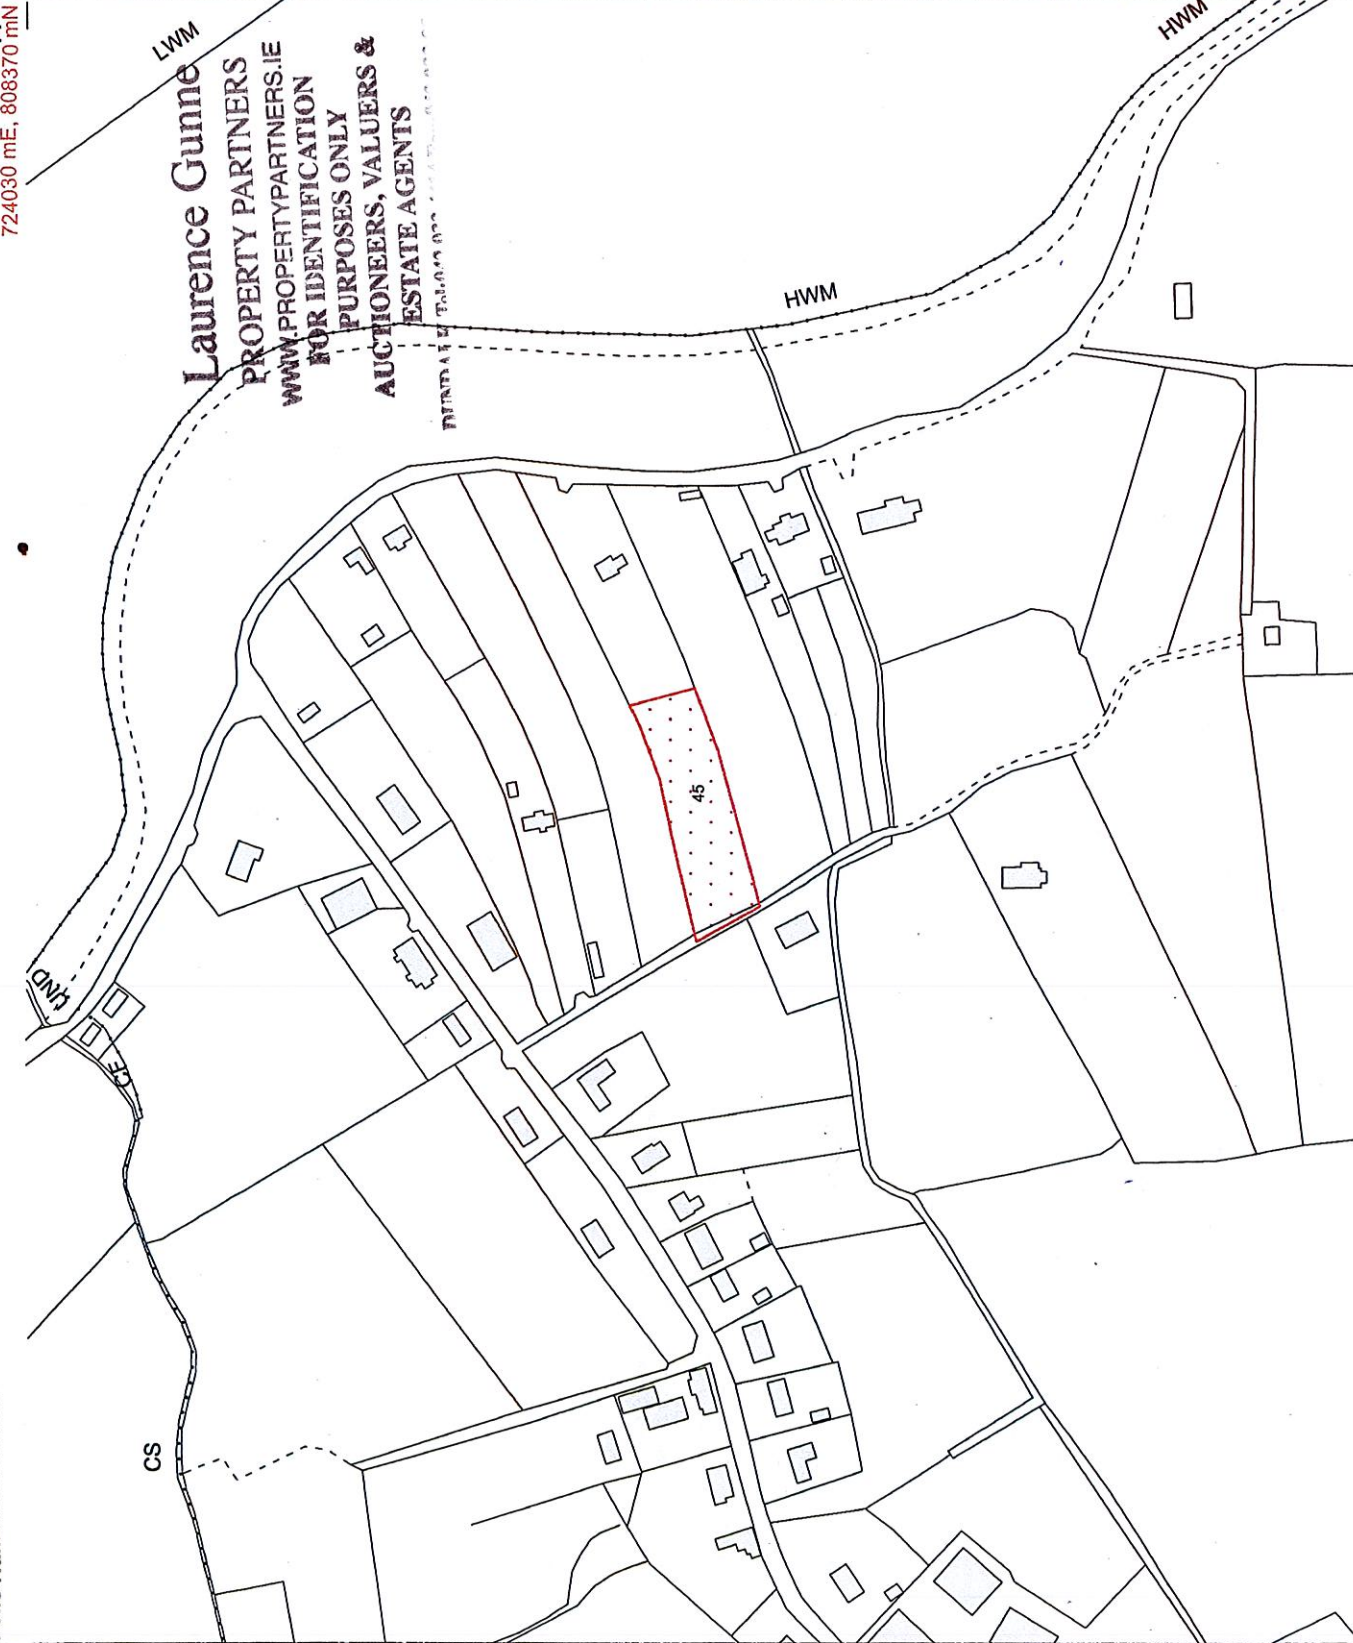 724030 mE, 808370 mN
LWM
Laurence Gunne
PROPERTY PARTNERS
WWW.PROPERTYPARTNERS.IE
FOR IDENTIFICATION
PURPOSES ONLY
AUCTIONEERS, VALUERS &
ESTATE AGENTS
HWM
HWM
45
UND
CF
CS